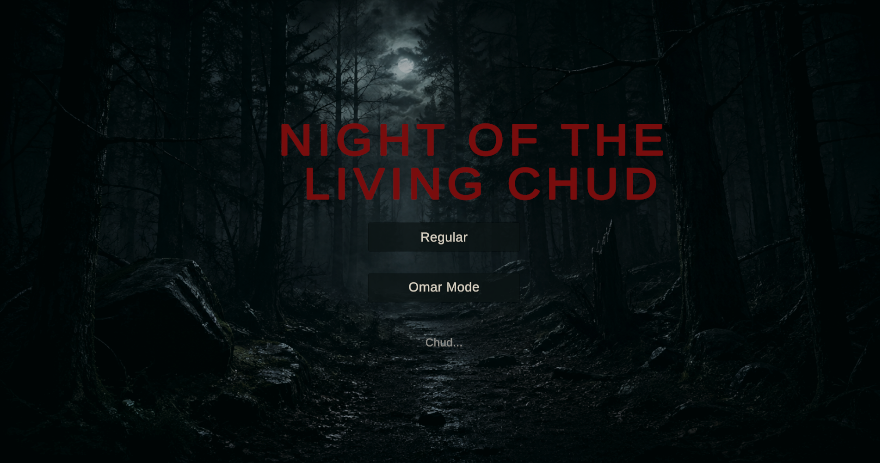 NIGHT OF THE
LIVING CHUD
Regular
Omar Mode
Chud...